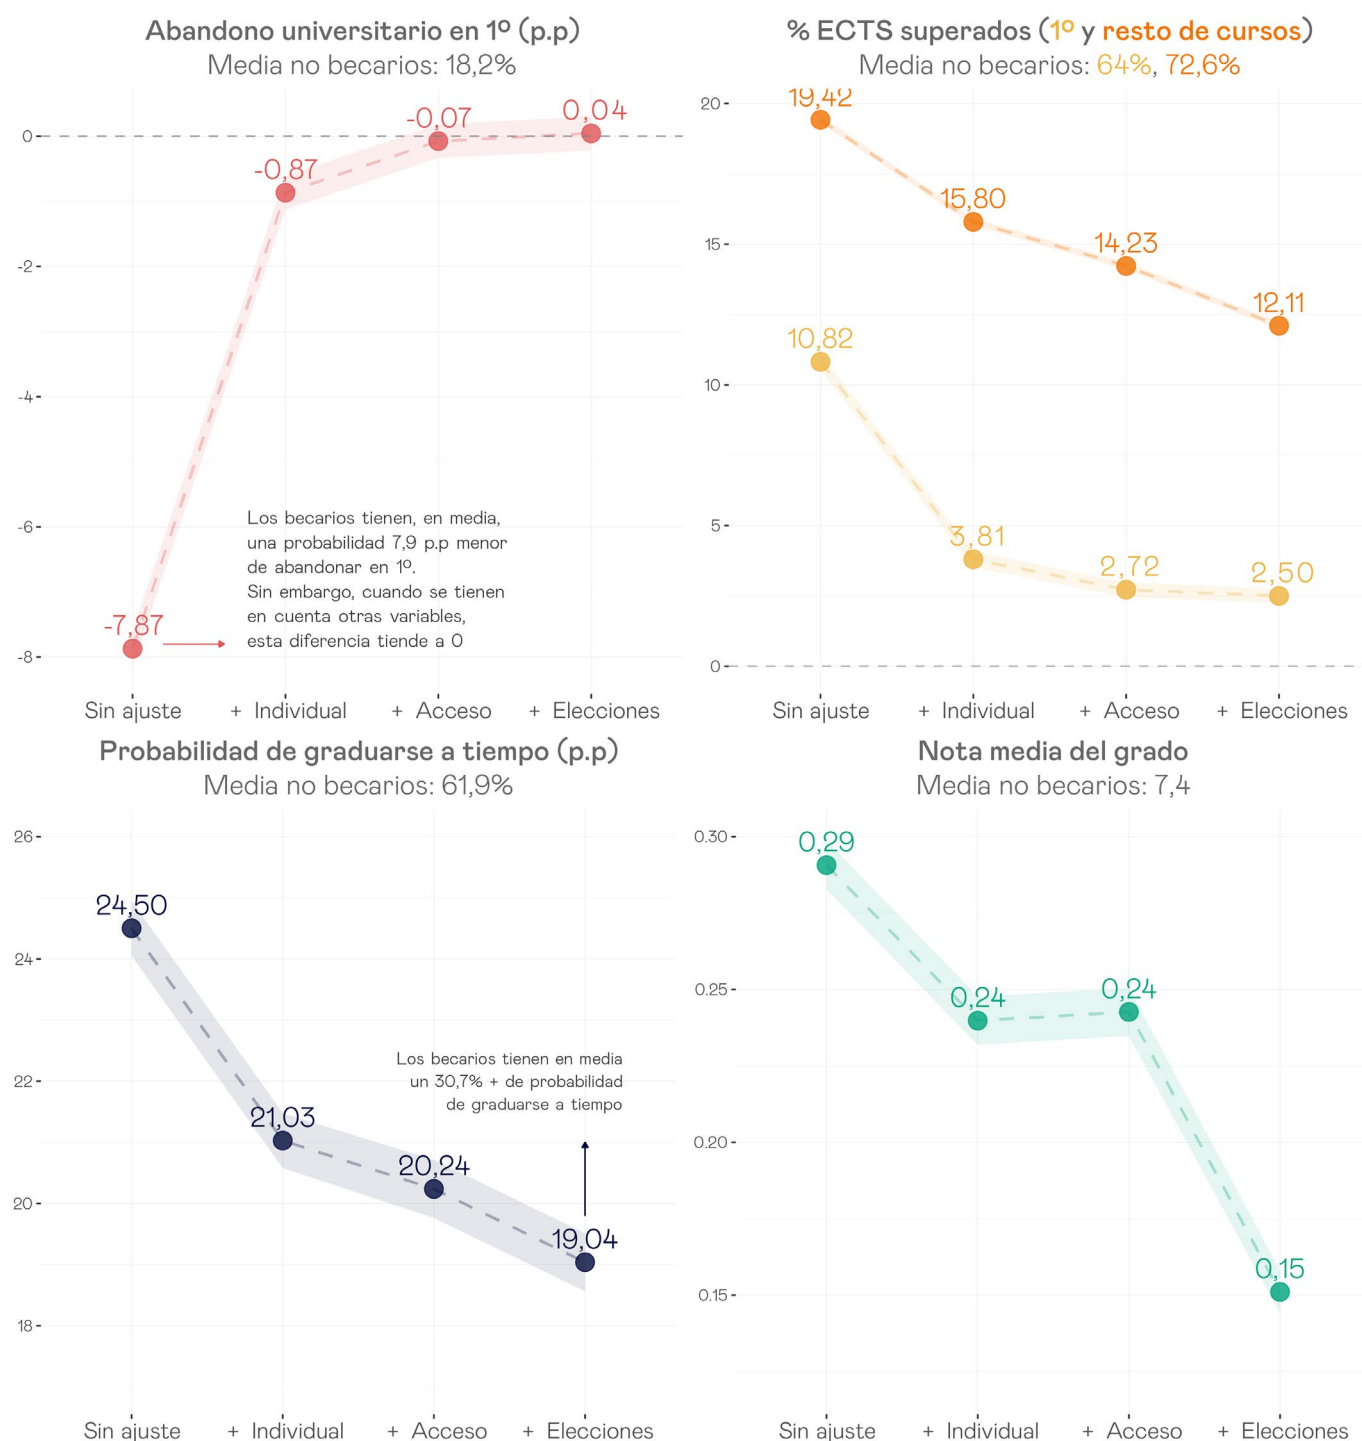 Abandono universitario en 1º (p.p)
Media no becarios: 18,2%
0
-2
-4
-6
-8
-7,87
-0,87
-0,07
0,04
Los becarios tienen, en media,
una probabilidad 7,9 p.p menor
de abandonar en 1º.
Sin embargo, cuando se tienen
en cuenta otras variables,
esta diferencia tiende a 0
Sin ajuste
+ Individual
+ Acceso
+ Elecciones
% ECTS superados (1º y resto de cursos)
Media no becarios: 64%, 72,6%
20
15
10
5
0
19,42
15,80
14,23
12,11
10,82
3,81
2,72
2,50
Sin ajuste
+ Individual
+ Acceso
+ Elecciones
Probabilidad de graduarse a tiempo (p.p)
Media no becarios: 61,9%
26
24
22
20
18
24,50
21,03
20,24
19,04
Los becarios tienen en media
un 30,7% + de probabilidad
de graduarse a tiempo
Sin ajuste
+ Individual
+ Acceso
+ Elecciones
Nota media del grado
Media no becarios: 7,4
0.30
0.25
0.20
0.15
0,29
0,24
0,24
0,15
Sin ajuste
+ Individual
+ Acceso
+ Elecciones